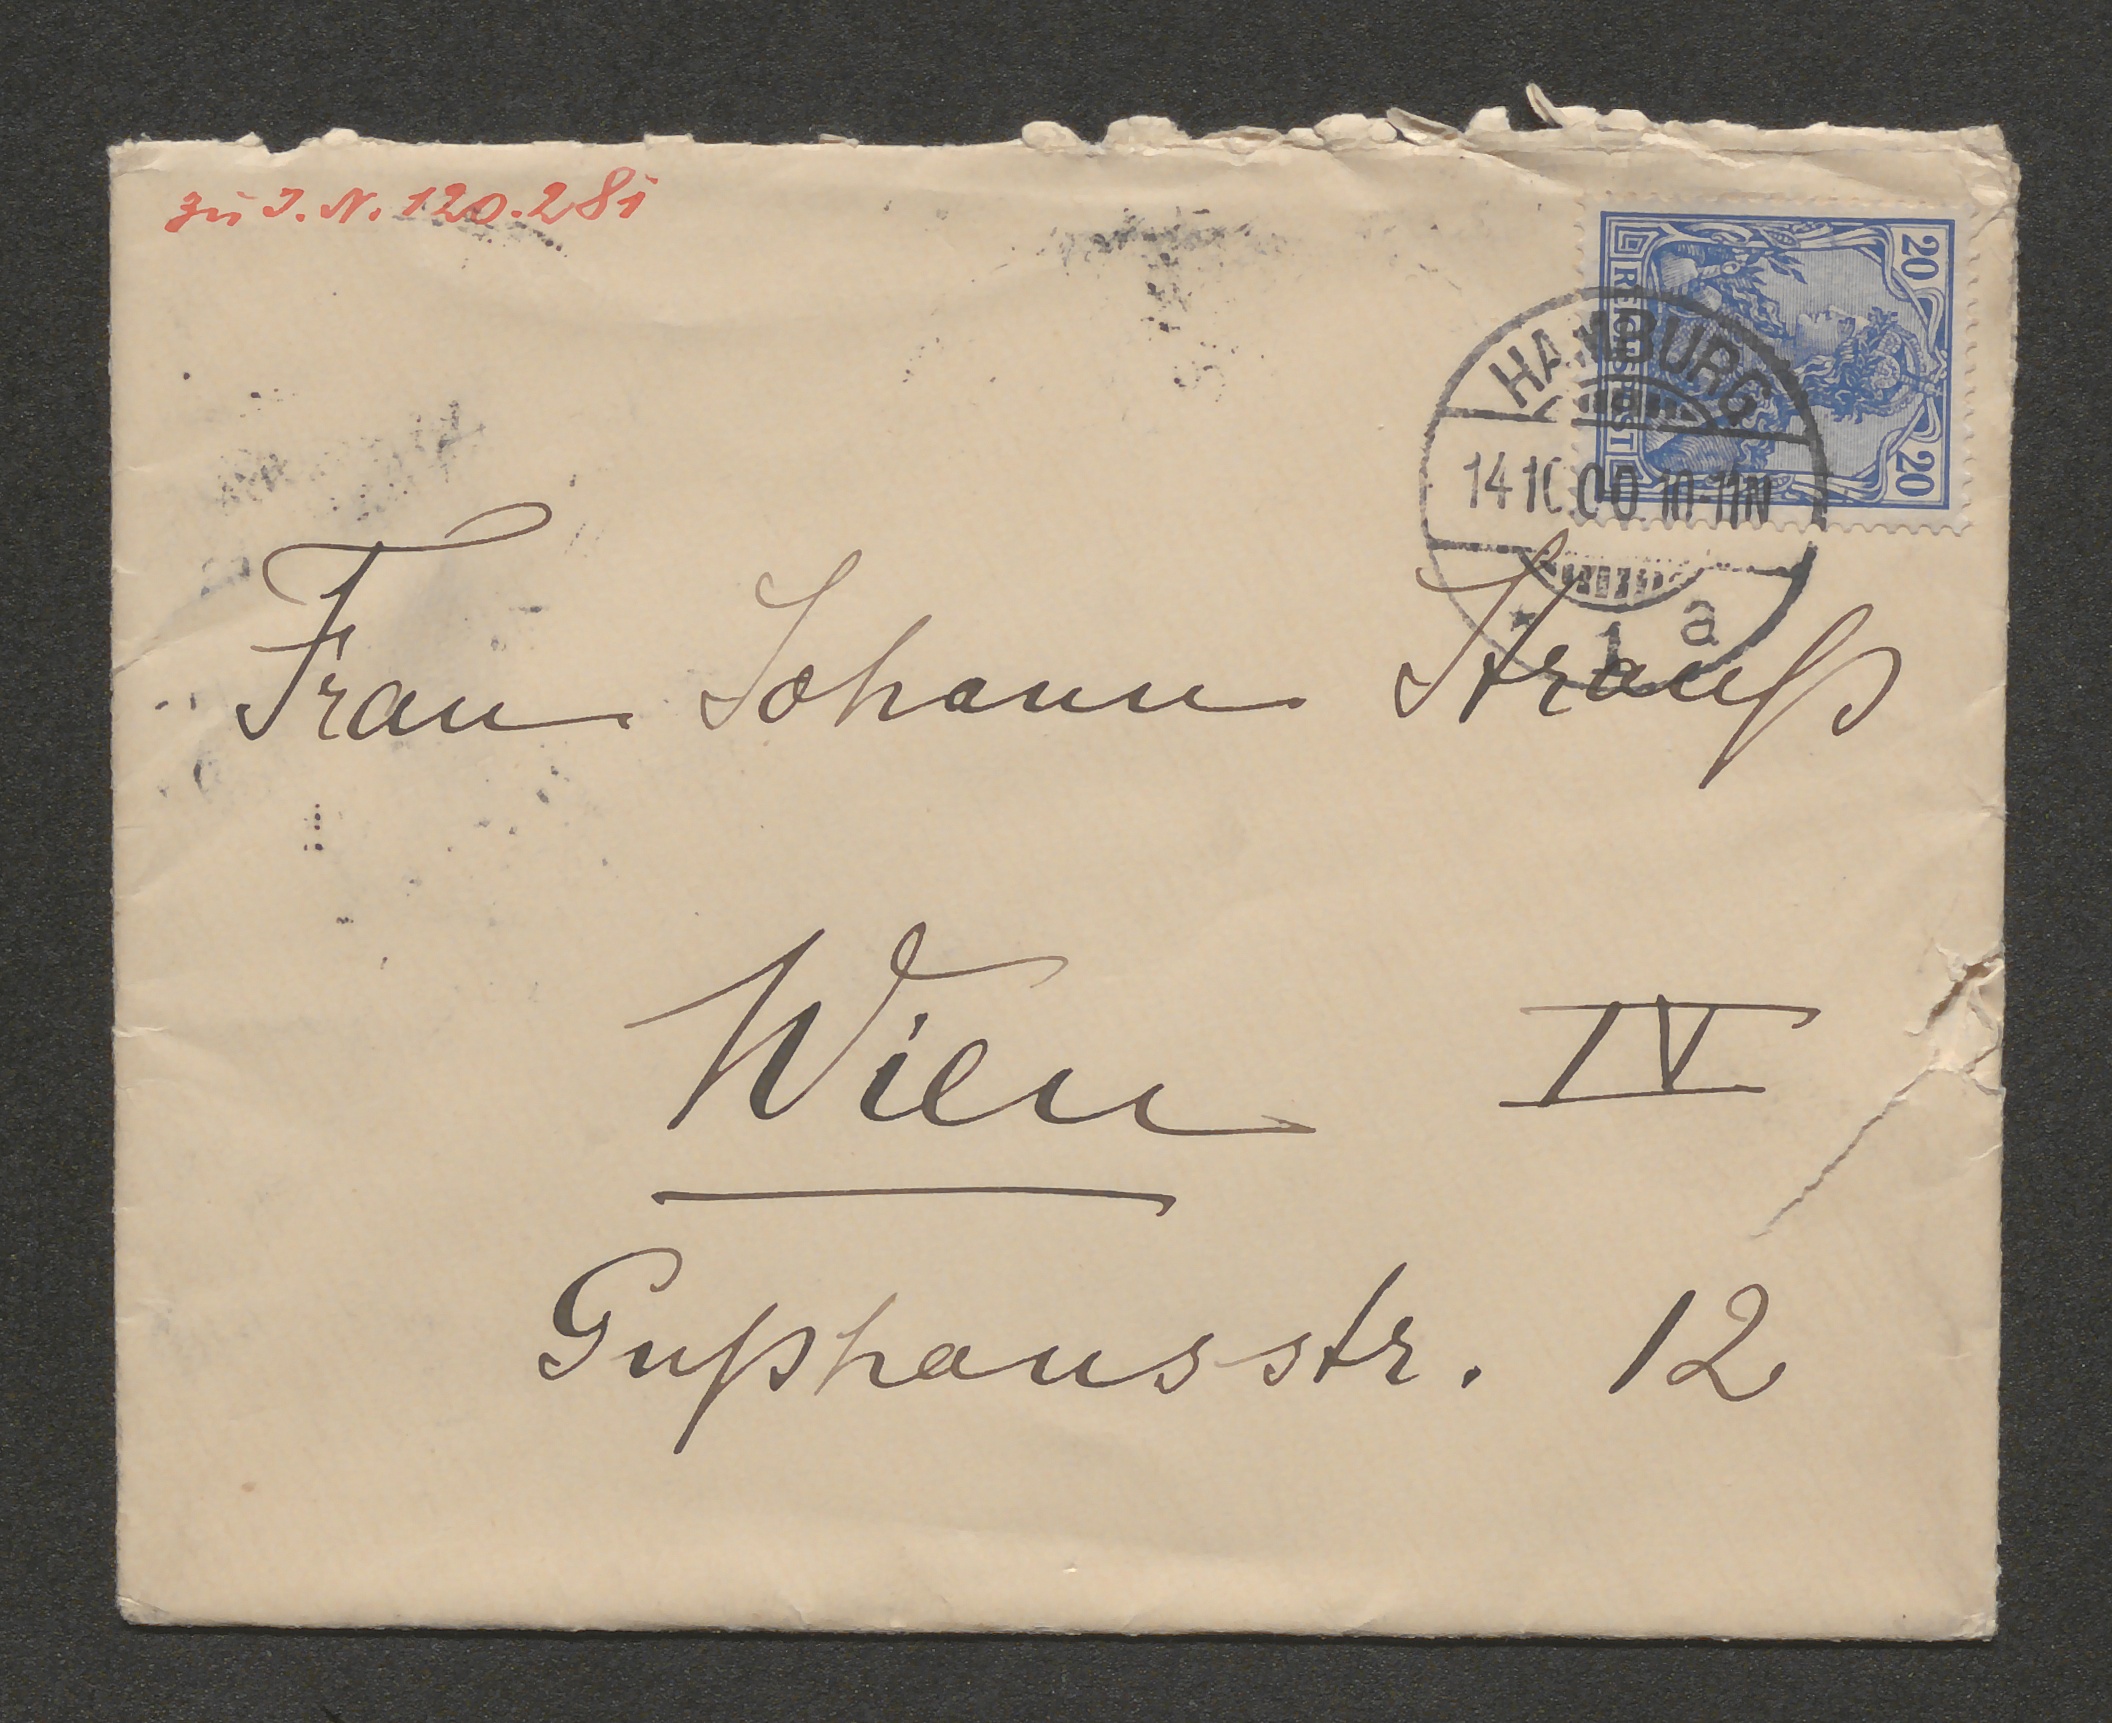 zu I.N. 120.281
20 20
REICHSPOST
HAMBURG
14.10.00. 10-11N
* 1 a
Frau Johann Strauß
Wien IV
Gußhausstr. 12